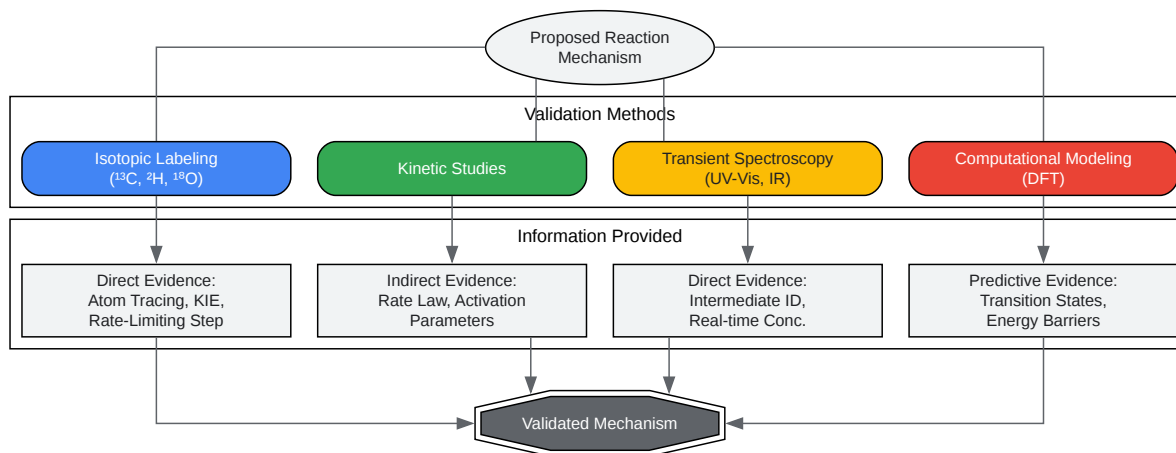 Proposed Reaction
Mechanism
Validation Methods
Isotopic Labeling
(¹³C, ²H, ¹⁸O)
Kinetic Studies
Transient Spectroscopy
(UV-Vis, IR)
Computational Modeling
(DFT)
Information Provided
Direct Evidence:
Atom Tracing, KIE,
Rate-Limiting Step
Indirect Evidence:
Rate Law, Activation
Parameters
Direct Evidence:
Intermediate ID,
Real-time Conc.
Predictive Evidence:
Transition States,
Energy Barriers
Validated Mechanism